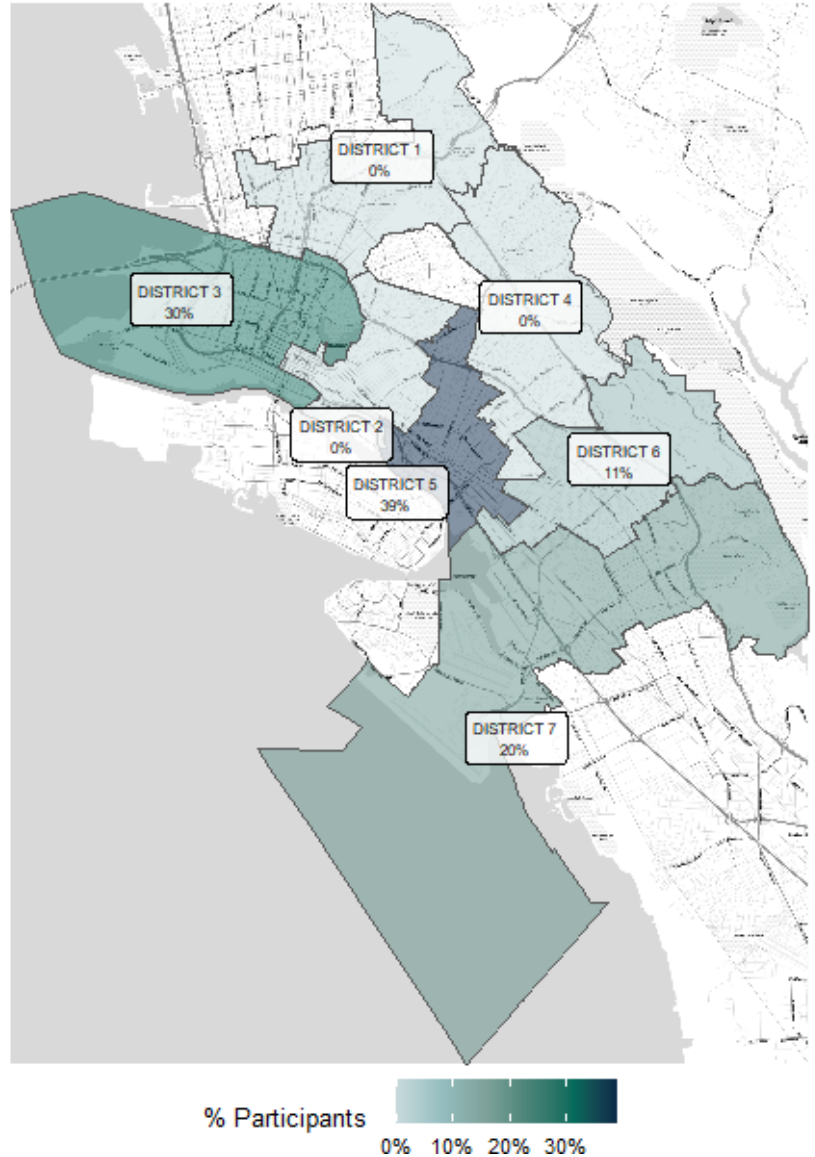 DISTRICT 1
0%
DISTRICT 3
30%
DISTRICT 4
0%
DISTRICT 2
0%
DISTRICT 6
11%
DISTRICT 5
39%
DISTRICT 7
20%
% Participants
0% 10% 20% 30%